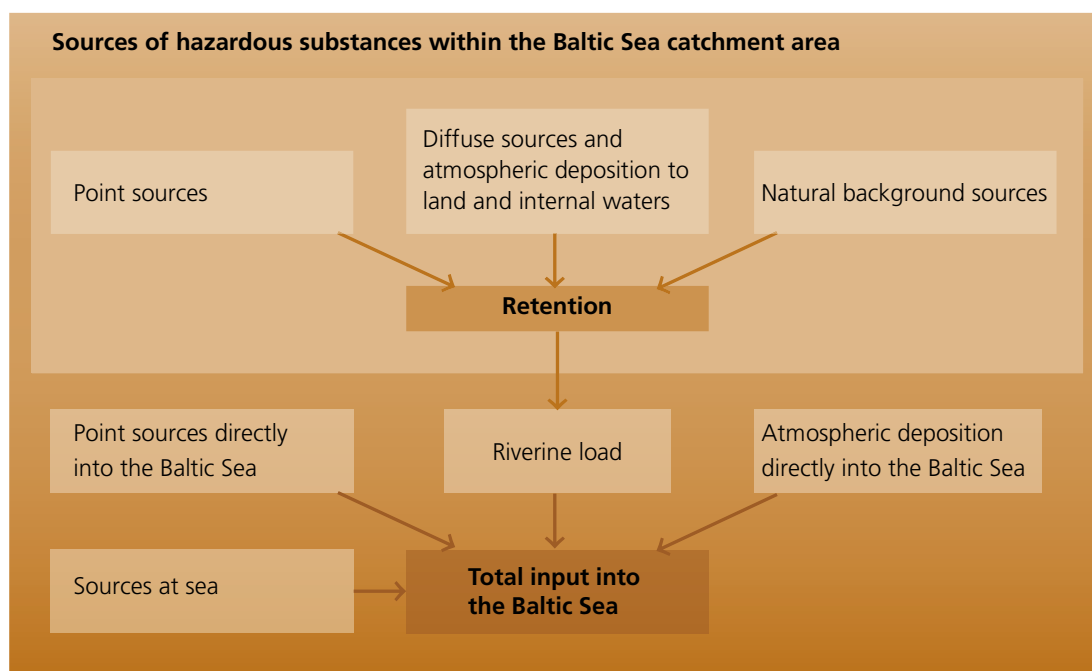 Sources of hazardous substances within the Baltic Sea catchment area
Point sources
Diffuse sources and
atmospheric deposition to
land and internal waters
Natural background sources
Retention
Point sources directly
into the Baltic Sea
Riverine load
Atmospheric deposition
directly into the Baltic Sea
Sources at sea
Total input into
the Baltic Sea